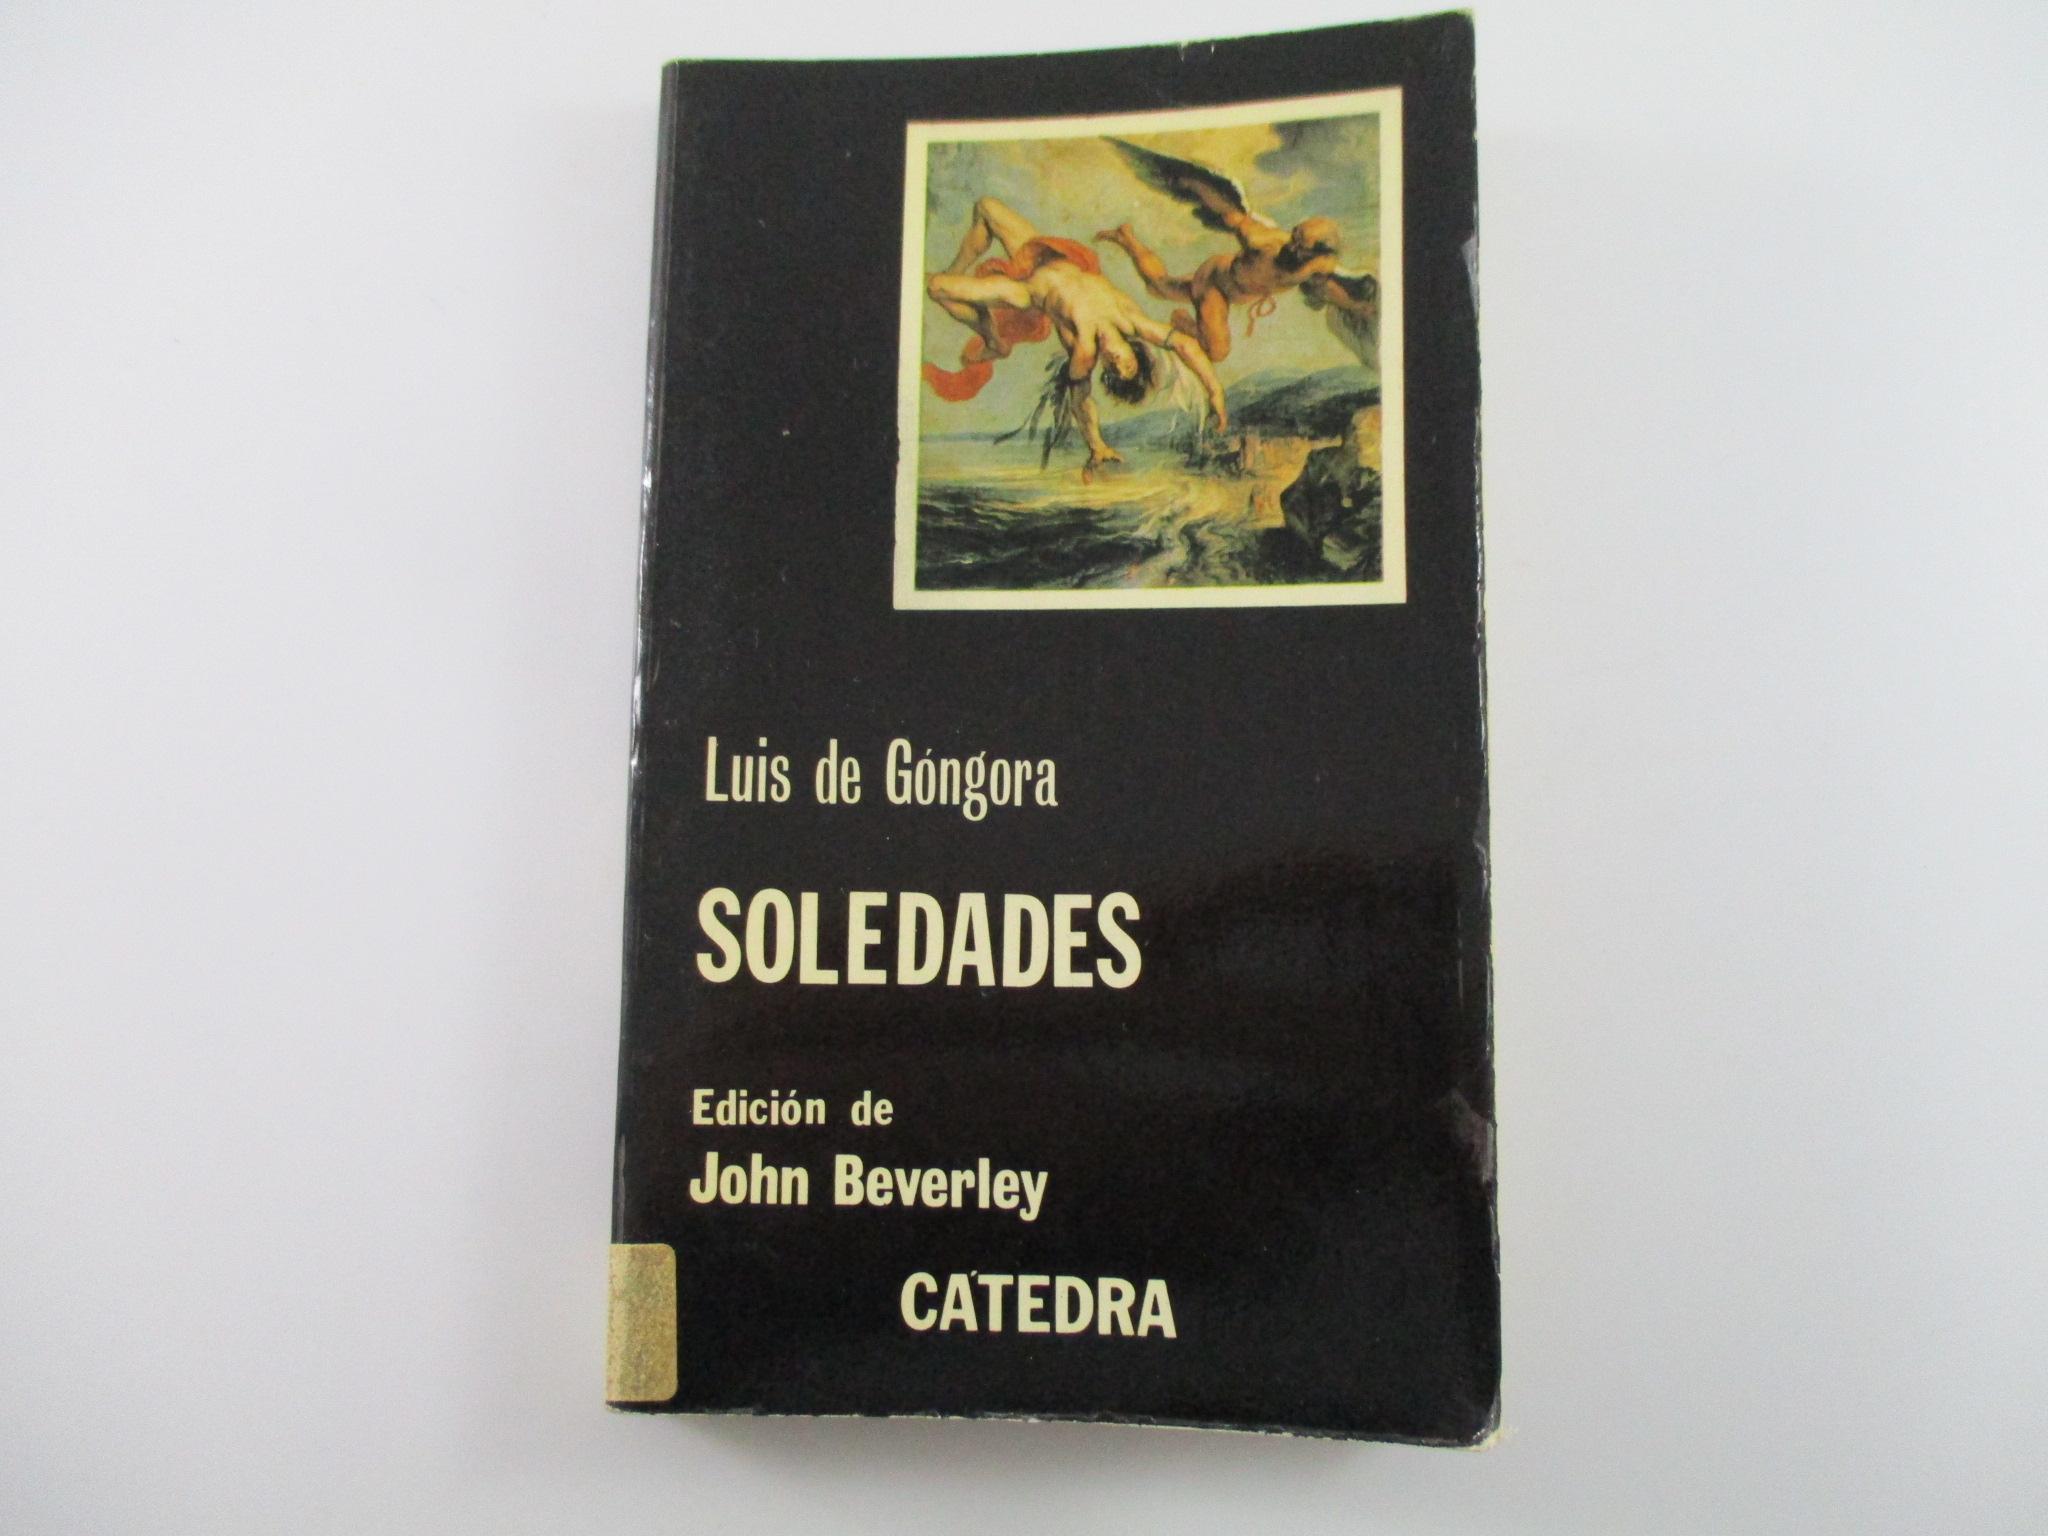 Luis de Góngora
SOLEDADES
Edición de
John Beverley
CÁTEDRA